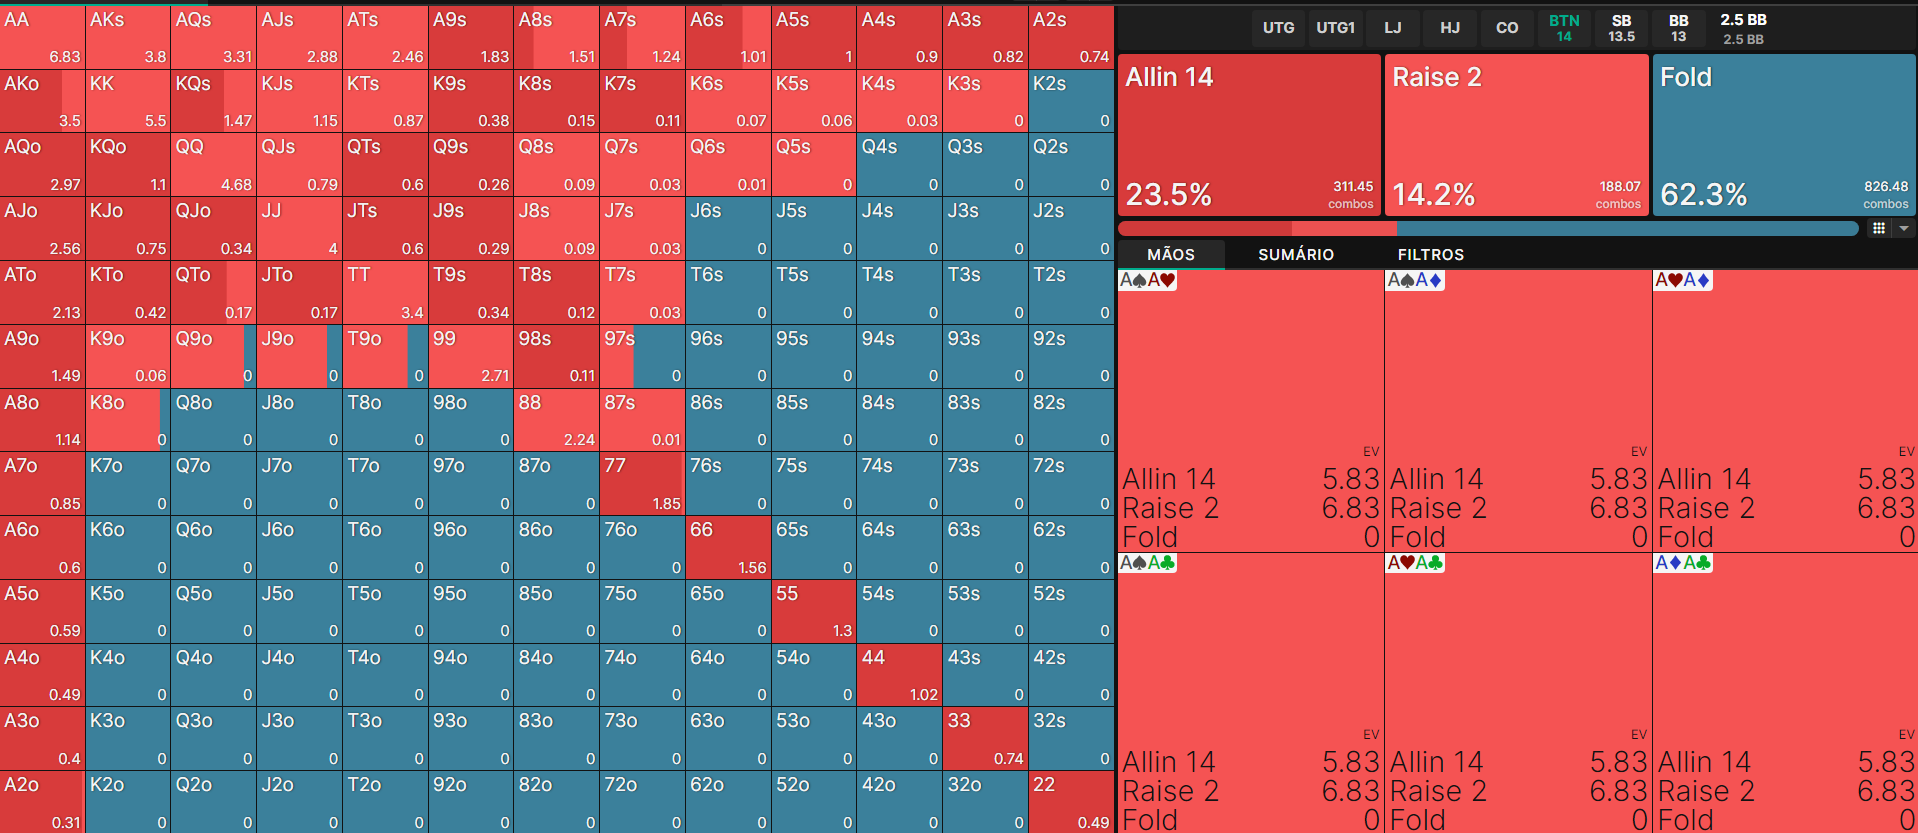 UTG UTG1 LJ HJ CO BTN SB BB 2.5 BB
14 13.5 13 2.5 BB
AA AKs AQs AJs ATs A9s A8s A7s A6s A5s A4s A3s A2s
6.83 3.8 3.31 2.88 2.46 1.83 1.51 1.24 1.01 1 0.9 0.82 0.74
AKo KK KQs KJs KTs K9s K8s K7s K6s K5s K4s K3s K2s
3.5 5.5 1.47 1.15 0.87 0.38 0.15 0.11 0.07 0.06 0.03 0 0
AQo KQo QQ QJs QTs Q9s Q8s Q7s Q6s Q5s Q4s Q3s Q2s
2.97 1.1 4.68 0.79 0.6 0.26 0.09 0.03 0.01 0 0 0 0
AJo KJo QJo JJ JTs J9s J8s J7s J6s J5s J4s J3s J2s
2.56 0.75 0.34 4 0.6 0.29 0.09 0.03 0 0 0 0 0
ATo KTo QTo JTo TT T9s T8s T7s T6s T5s T4s T3s T2s
2.13 0.42 0.17 0.17 3.4 0.34 0.12 0.03 0 0 0 0 0
A9o K9o Q9o J9o T9o 99 98s 97s 96s 95s 94s 93s 92s
1.49 0.06 0 0 0 2.71 0.11 0 0 0 0 0 0
A8o K8o Q8o J8o T8o 98o 88 87s 86s 85s 84s 83s 82s
1.14 0 0 0 0 0 2.24 0.01 0 0 0 0 0
A7o K7o Q7o J7o T7o 97o 87o 77 76s 75s 74s 73s 72s
0.85 0 0 0 0 0 0 1.85 0 0 0 0 0
A6o K6o Q6o J6o T6o 96o 86o 76o 66 65s 64s 63s 62s
0.6 0 0 0 0 0 0 0 1.56 0 0 0 0
A5o K5o Q5o J5o T5o 95o 85o 75o 65o 55 54s 53s 52s
0.59 0 0 0 0 0 0 0 0 1.3 0 0 0
A4o K4o Q4o J4o T4o 94o 84o 74o 64o 54o 44 43s 42s
0.49 0 0 0 0 0 0 0 0 0 1.02 0 0
A3o K3o Q3o J3o T3o 93o 83o 73o 63o 53o 43o 33 32s
0.4 0 0 0 0 0 0 0 0 0 0 0.74 0
A2o K2o Q2o J2o T2o 92o 82o 72o 62o 52o 42o 32o 22
0.31 0 0 0 0 0 0 0 0 0 0 0 0.49
Allin 14 Raise 2 Fold
23.5% 311.45 combos 14.2% 188.07 combos 62.3% 826.48 combos
MÃOS SUMÁRIO FILTROS
A♠A♥ A♠A♦ A♥A♦
EV EV EV
Allin 14 5.83 Allin 14 5.83 Allin 14 5.83
Raise 2 6.83 Raise 2 6.83 Raise 2 6.83
Fold 0 Fold 0 Fold 0
A♠A♣ A♥A♣ A♦A♣
EV EV EV
Allin 14 5.83 Allin 14 5.83 Allin 14 5.83
Raise 2 6.83 Raise 2 6.83 Raise 2 6.83
Fold 0 Fold 0 Fold 0